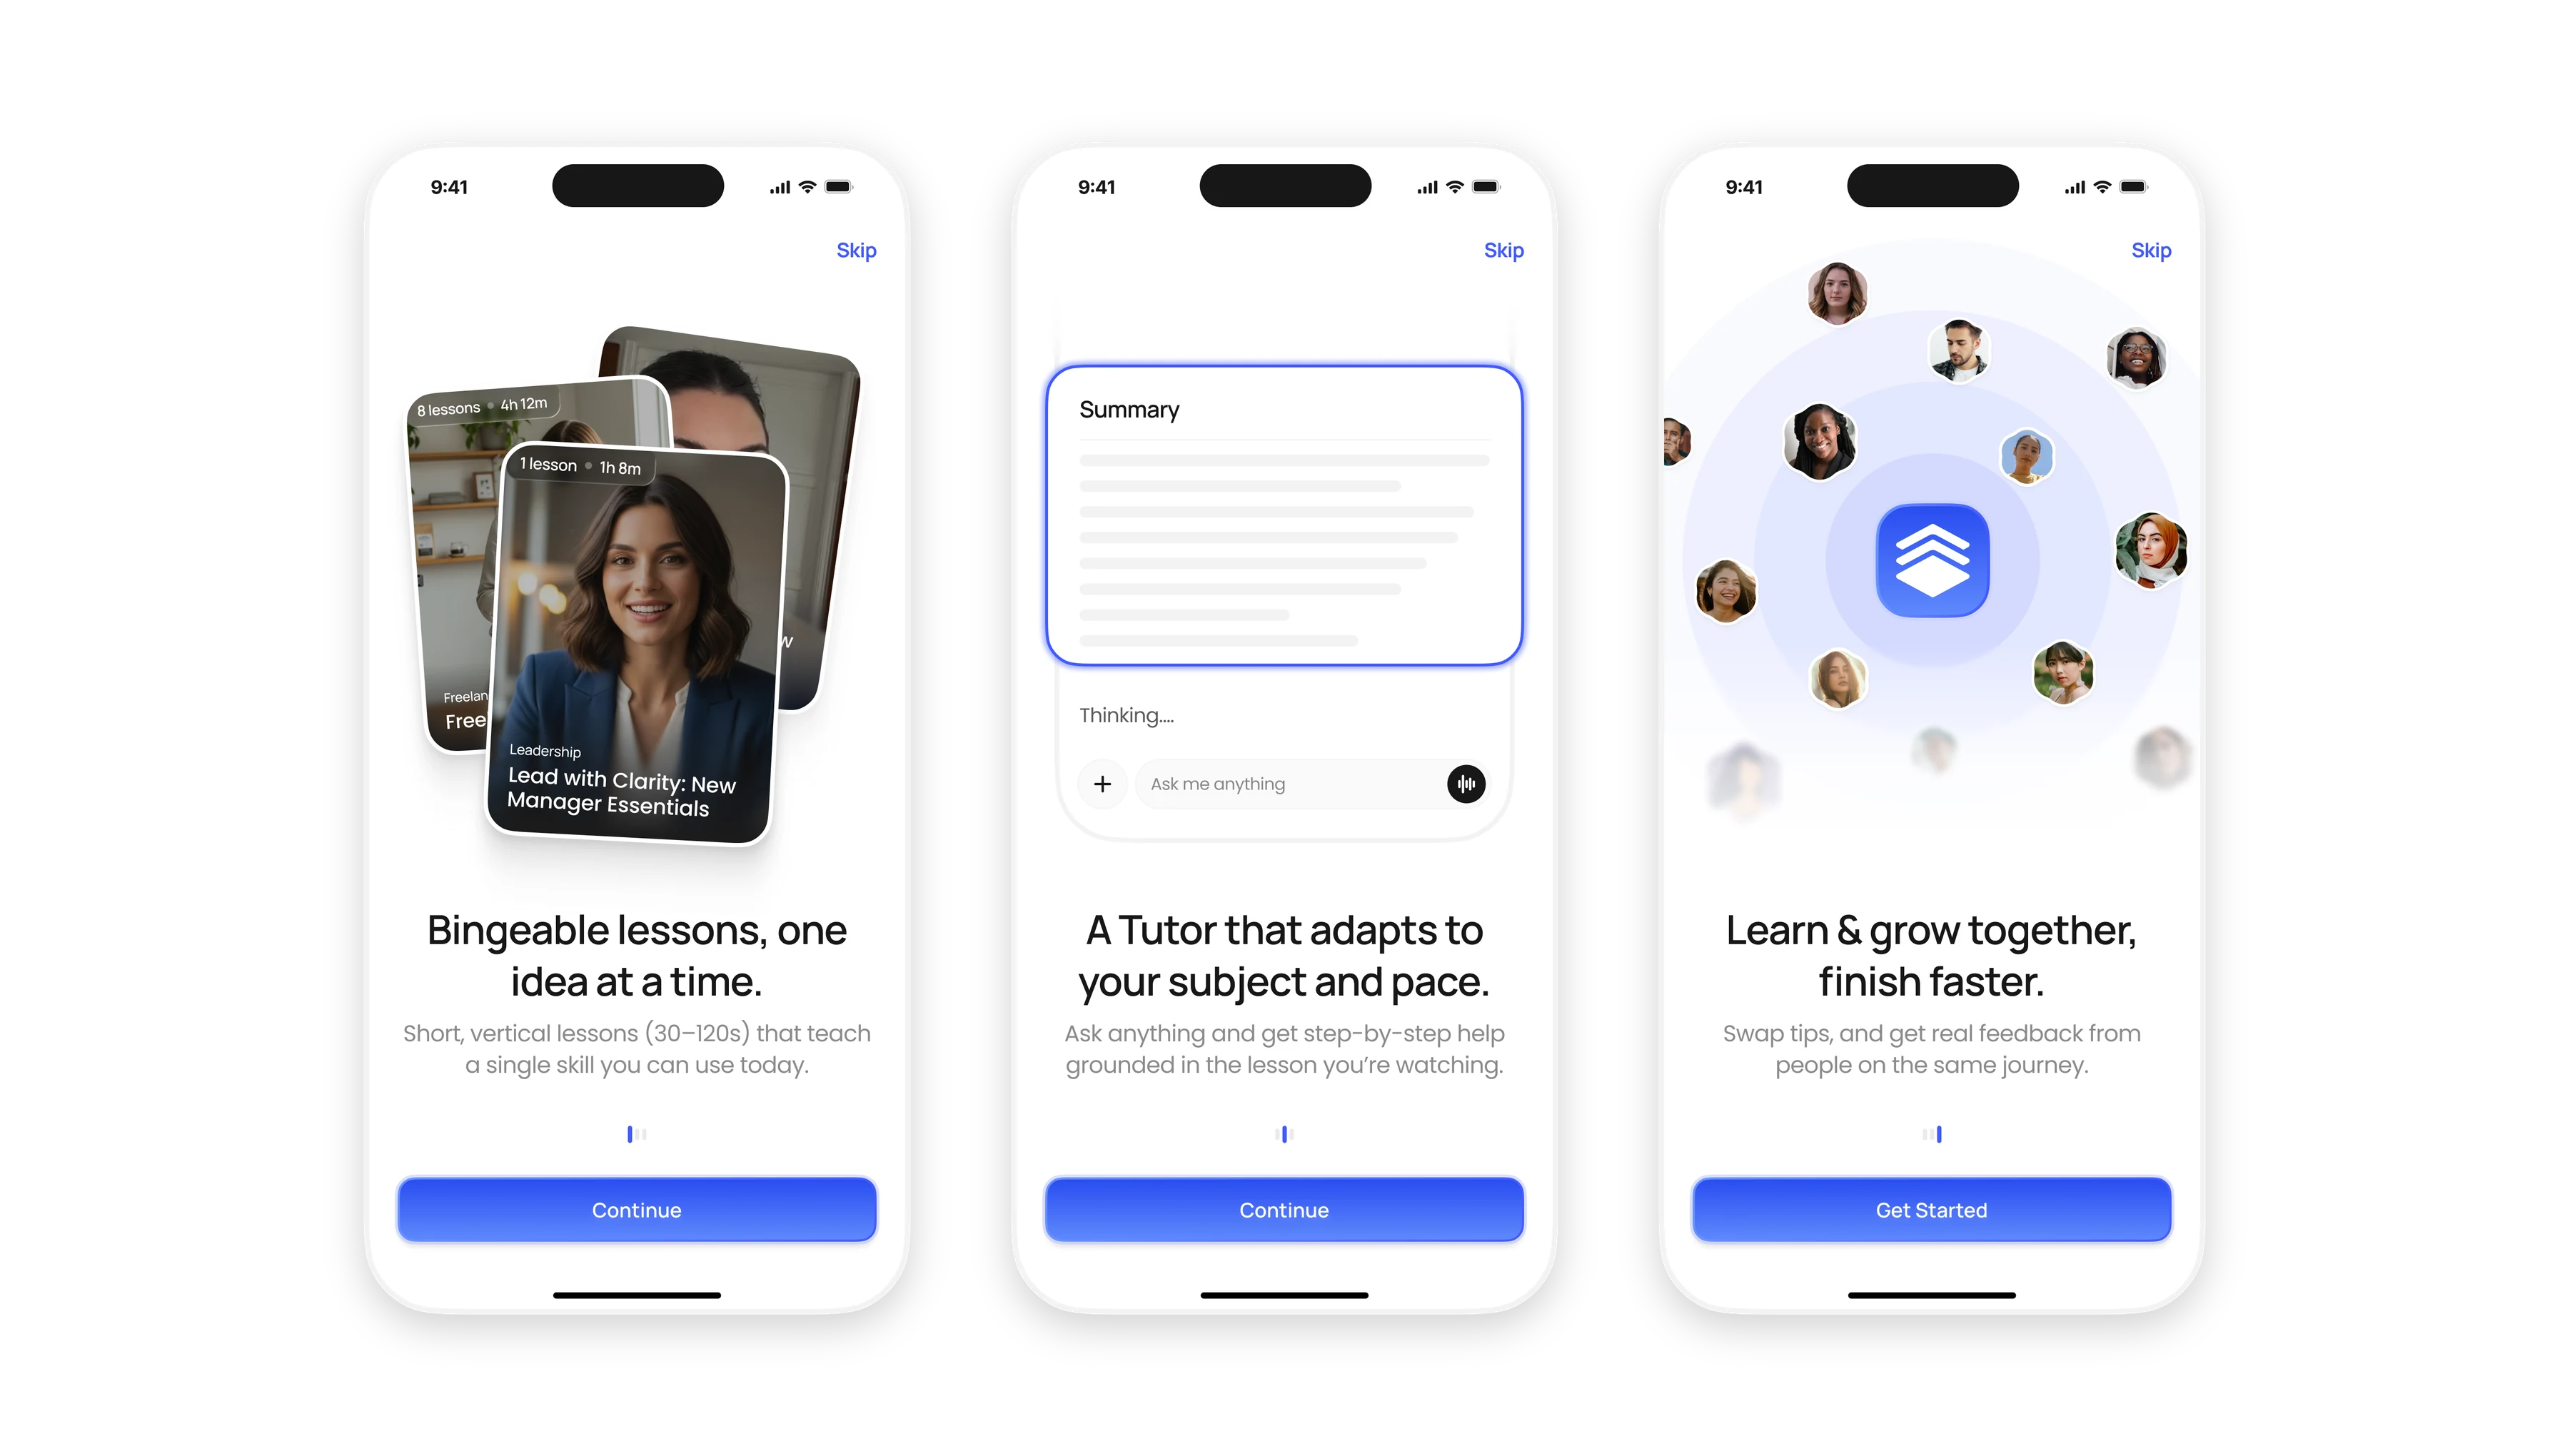 9:41
Skip
8 lessons • 4h 12m
1 lesson • 1h 8m
Leadership
Lead with Clarity: New
Manager Essentials
Bingeable lessons, one
idea at a time.
Short, vertical lessons (30–120s) that teach
a single skill you can use today.
Continue
9:41
Skip
Summary
Thinking....
Ask me anything
A Tutor that adapts to
your subject and pace.
Ask anything and get step-by-step help
grounded in the lesson you're watching.
Continue
9:41
Skip
Learn & grow together,
finish faster.
Swap tips, and get real feedback from
people on the same journey.
Get Started